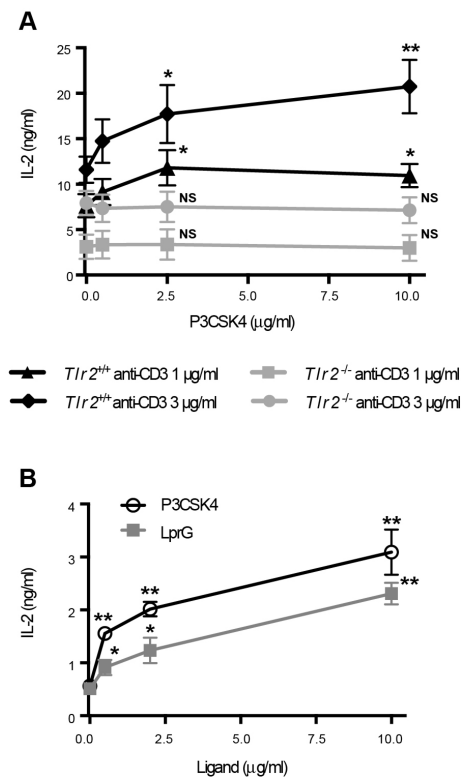 A
25
20
15
10
5
0
IL-2 (ng/ml)
*
**
*
*
NS
NS
NS
NS
0.0 2.5 5.0 7.5 10.0
P3CSK4 (μg/ml)
Tlr2+/+ anti-CD3 1 μg/ml
Tlr2-/- anti-CD3 1 μg/ml
Tlr2+/+ anti-CD3 3 μg/ml
Tlr2-/- anti-CD3 3 μg/ml
B
P3CSK4
LprG
4
3
2
1
0
IL-2 (ng/ml)
**
**
**
**
*
*
0.0 2.5 5.0 7.5 10.0
Ligand (μg/ml)